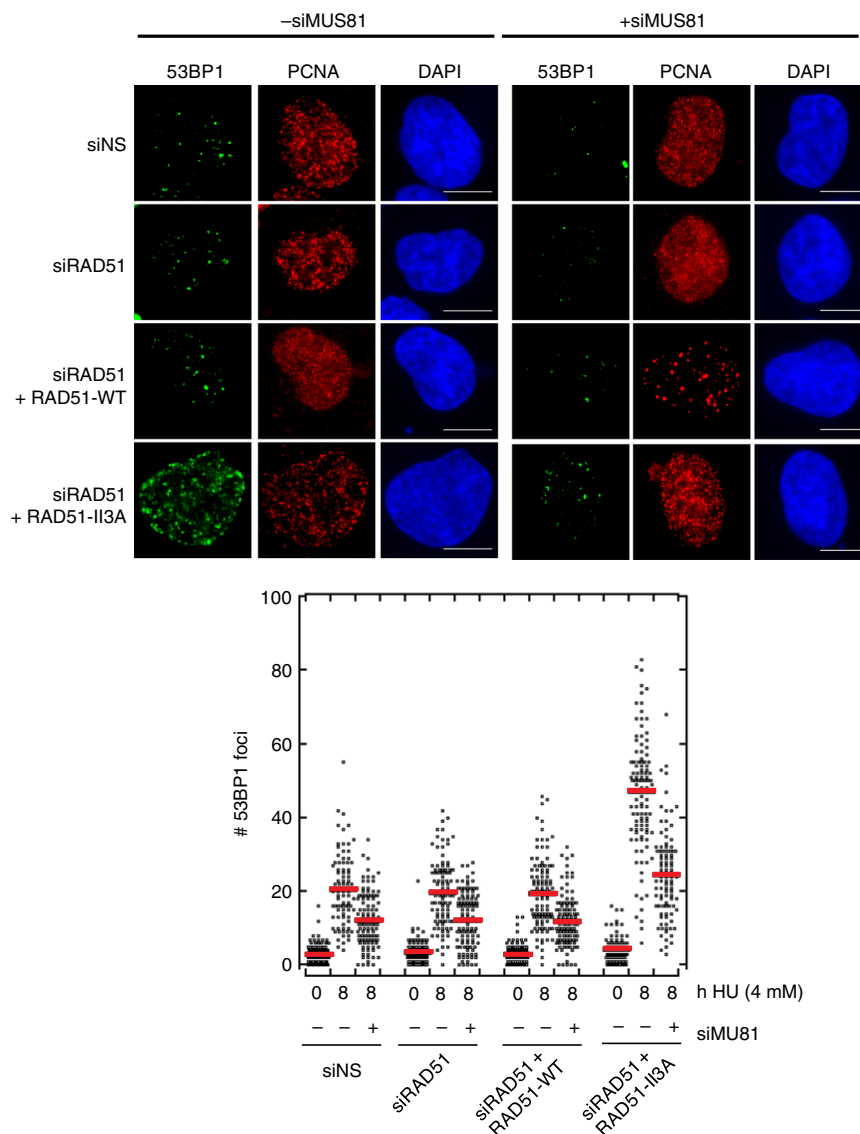 –siMUS81 +siMUS81
53BP1 PCNA DAPI 53BP1 PCNA DAPI
siNS
siRAD51
siRAD51
+ RAD51-WT
siRAD51
+ RAD51-II3A
100
80
60
40
20
0
# 53BP1 foci
0 8 8 0 8 8 0 8 8 0 8 8 h HU (4 mM)
– – + – – + – – + – – + siMU81
siNS
siRAD51
siRAD51 +
RAD51-WT
siRAD51 +
RAD51-II3A